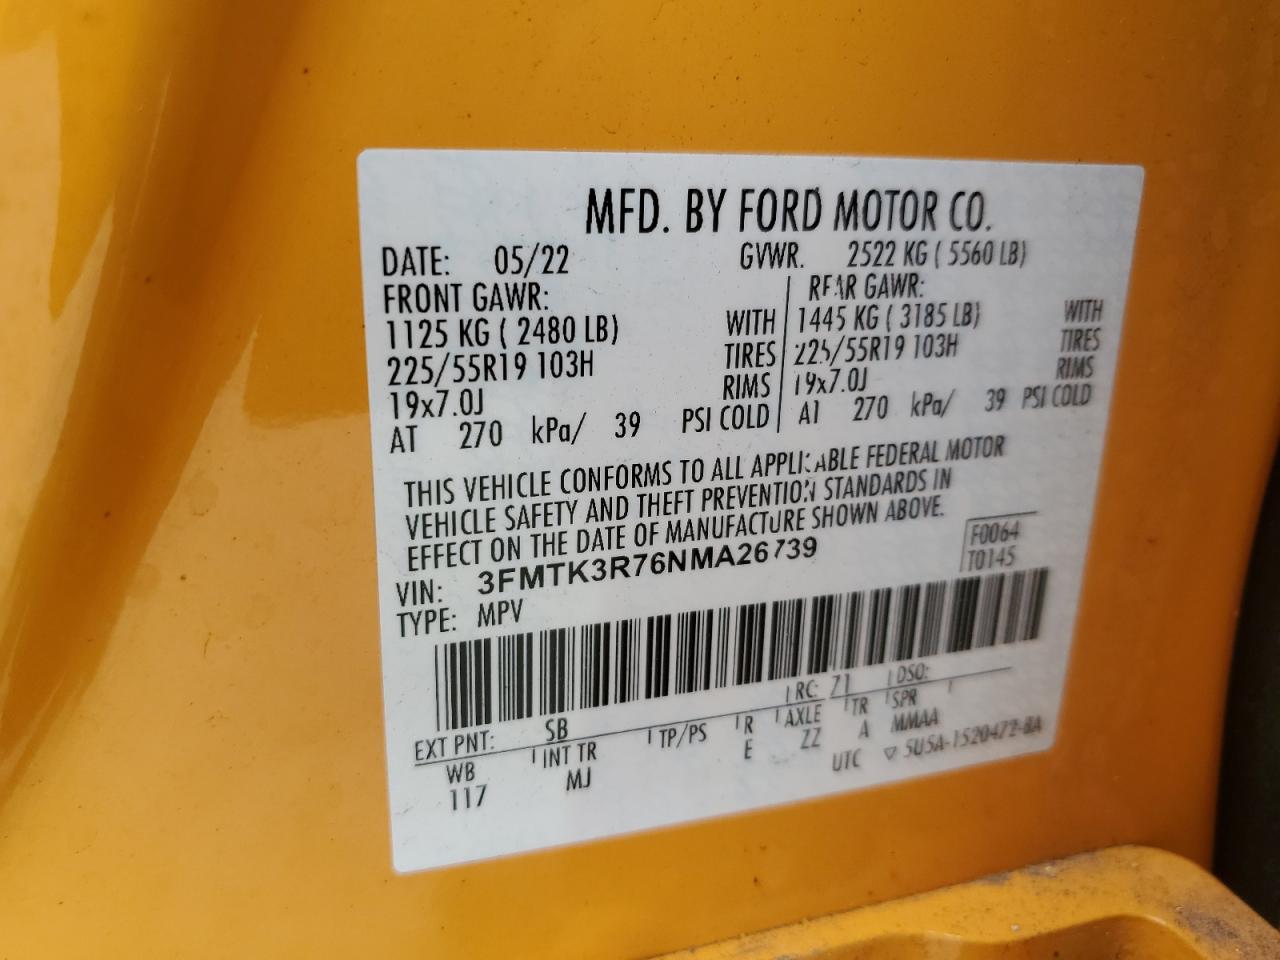 MFD. BY FORD MOTOR CO.
DATE: 05/22 GVWR. 2522 KG ( 5560 LB)
FRONT GAWR: REAR GAWR:
1125 KG ( 2480 LB) WITH 1445 KG ( 3185 LB) WITH
225/55R19 103H TIRES 225/55R19 103H TIRES
19x7.0J RIMS 19x7.0J RIMS
AT 270 kPa/ 39 PSI COLD AT 270 kPa/ 39 PSI COLD
THIS VEHICLE CONFORMS TO ALL APPLICABLE FEDERAL MOTOR
VEHICLE SAFETY AND THEFT PREVENTION STANDARDS IN
EFFECT ON THE DATE OF MANUFACTURE SHOWN ABOVE.
F0064
T0145
VIN: 3FMTK3R76NMA26739
TYPE: MPV
EXT PNT: SB RC: 71 DSO:
WB INT TR TP/PS R AXLE TR SPR
117 MJ E ZZ A MMAA
UTC ▽ 5U5A-1520472-BA